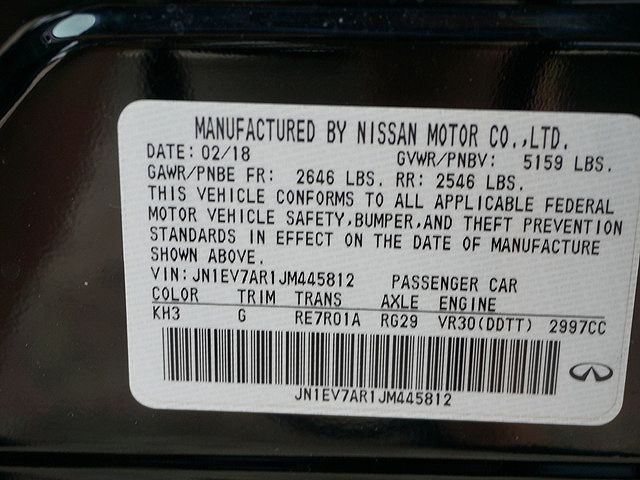 MANUFACTURED BY NISSAN MOTOR CO.,LTD.
DATE: 02/18 GVWR/PNBV: 5159 LBS.
GAWR/PNBE FR: 2646 LBS. RR: 2546 LBS.
THIS VEHICLE CONFORMS TO ALL APPLICABLE FEDERAL
MOTOR VEHICLE SAFETY,BUMPER,AND THEFT PREVENTION
STANDARDS IN EFFECT ON THE DATE OF MANUFACTURE
SHOWN ABOVE.
VIN:JN1EV7AR1JM445812 PASSENGER CAR
COLOR TRIM TRANS AXLE ENGINE
KH3 G RE7R01A RG29 VR30(DDTT) 2997CC
JN1EV7AR1JM445812